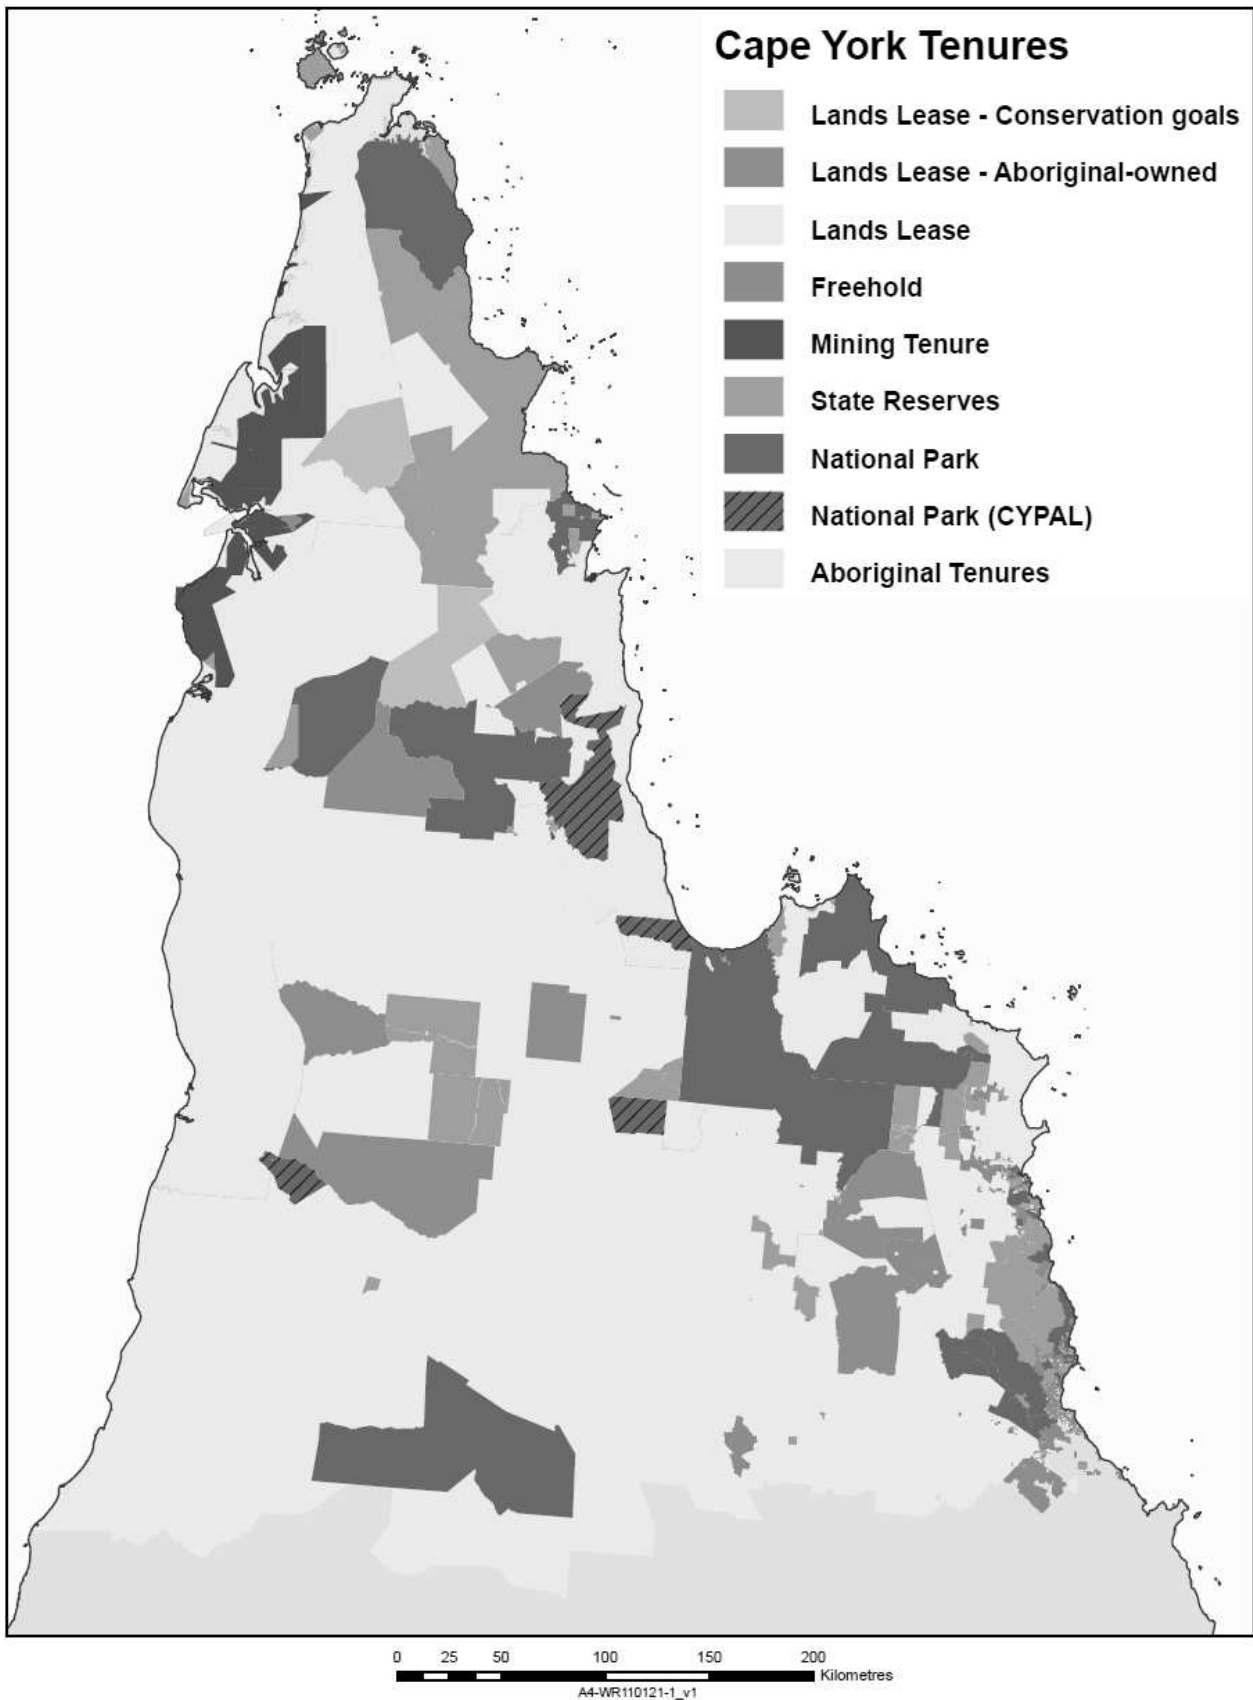 Cape York Tenures
Lands Lease - Conservation goals
Lands Lease - Aboriginal-owned
Lands Lease
Freehold
Mining Tenure
State Reserves
National Park
National Park (CYPAL)
Aboriginal Tenures
0 25 50 100 150 200
Kilometres
A4-WR110121-1_v1